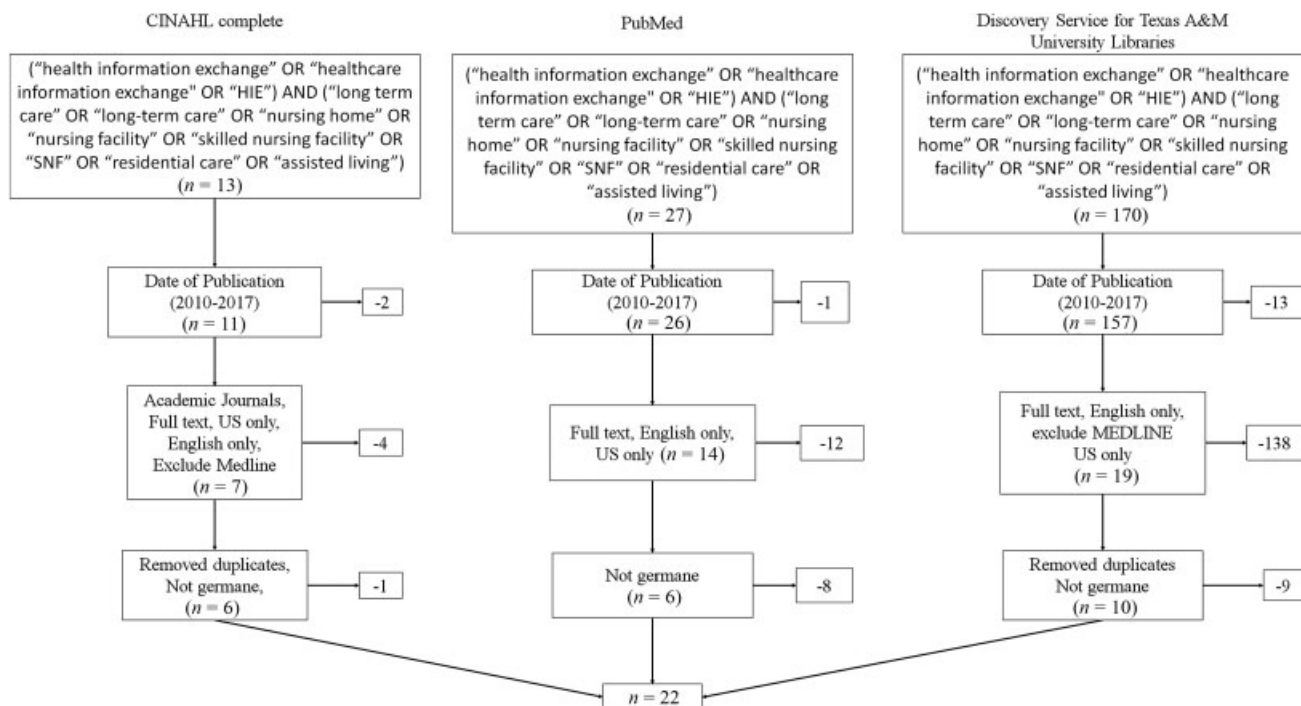 CINAHL complete
("health information exchange" OR "healthcare
information exchange" OR "HIE") AND ("long term
care" OR "long-term care" OR "nursing home" OR
"nursing facility" OR "skilled nursing facility" OR
"SNF" OR "residential care" OR "assisted living")
(n = 13)
Date of Publication
(2010-2017)
(n = 11)
-2
Academic Journals,
Full text, US only,
English only,
Exclude Medline
(n = 7)
-4
Removed duplicates,
Not germane,
(n = 6)
-1
PubMed
("health information exchange" OR "healthcare
information exchange" OR "HIE") AND ("long
term care" OR "long-term care" OR "nursing
home" OR "nursing facility" OR "skilled nursing
facility" OR "SNF" OR "residential care" OR
"assisted living")
(n = 27)
Date of Publication
(2010-2017)
(n = 26)
-1
Full text, English only,
US only (n = 14)
-12
Not germane
(n = 6)
-8
Discovery Service for Texas A&M
University Libraries
("health information exchange" OR "healthcare
information exchange" OR "HIE") AND ("long
term care" OR "long-term care" OR "nursing
home" OR "nursing facility" OR "skilled nursing
facility" OR "SNF" OR "residential care" OR
"assisted living")
(n = 170)
Date of Publication
(2010-2017)
(n = 157)
-13
Full text, English only,
exclude MEDLINE
US only
(n = 19)
-138
Removed duplicates
Not germane
(n = 10)
-9
n = 22